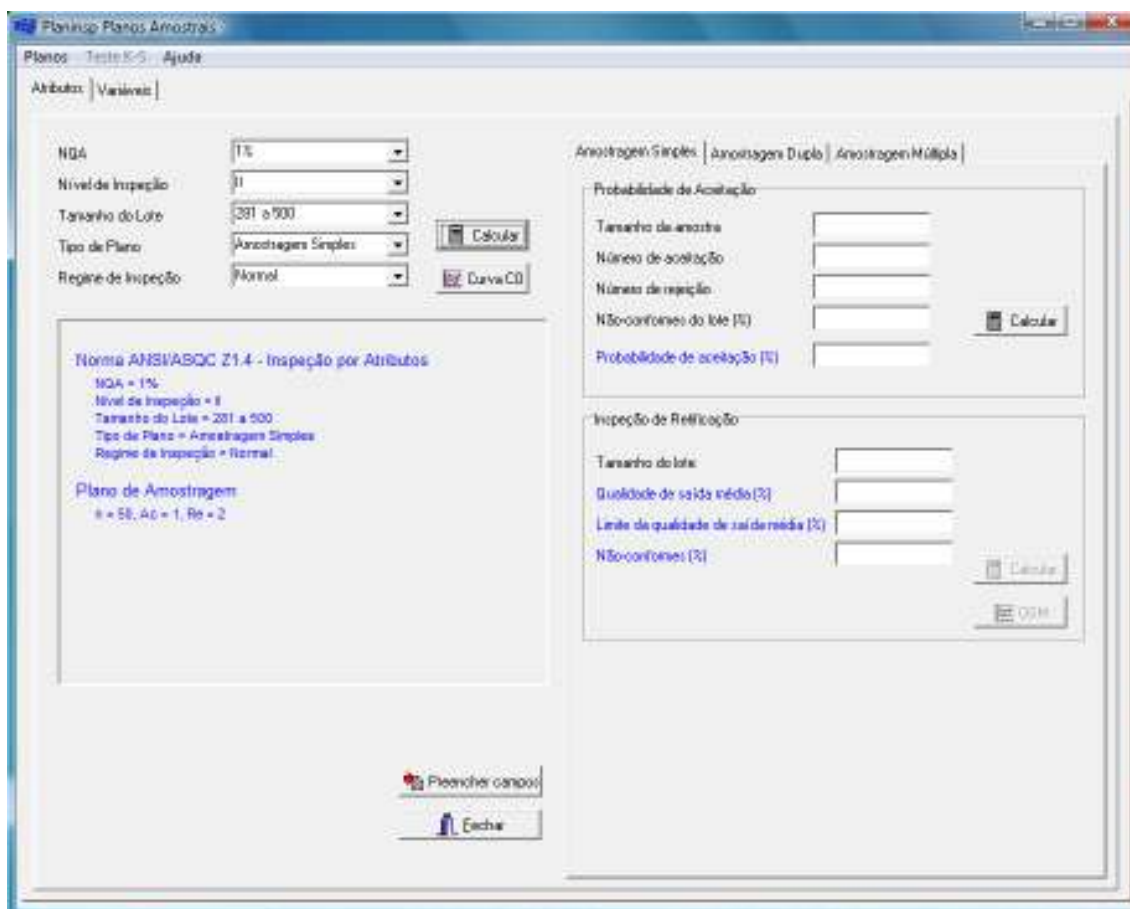 Planinsp Planos Amostrais
Planos Teste K-S Ajuda
Atributos Variáveis
NQA 1%
Nível de Inspeção II
Tamanho do Lote 281 a 500
Tipo de Plano Amostragem Simples
Regime de Inspeção Normal
Calcular
Curva CO
Norma ANSI/ASQC Z1.4 - Inspeção por Atributos
NQA = 1%
Nível de Inspeção = II
Tamanho do Lote = 281 a 500
Tipo de Plano = Amostragem Simples
Regime de Inspeção = Normal
Plano de Amostragem
n = 50, Ac = 1, Re = 2
Preencher campos
Fechar
Amostragem Simples Amostragem Dupla Amostragem Múltipla
Probabilidade de Aceitação
Tamanho da amostra
Número de aceitação
Número de rejeição
Não-conformes do lote (%)
Calcular
Probabilidade de aceitação (%)
Inspeção de Retificação
Tamanho do lote
Qualidade de saída média (%)
Limite da qualidade de saída média (%)
Não-conformes (%)
Calcular
QSM